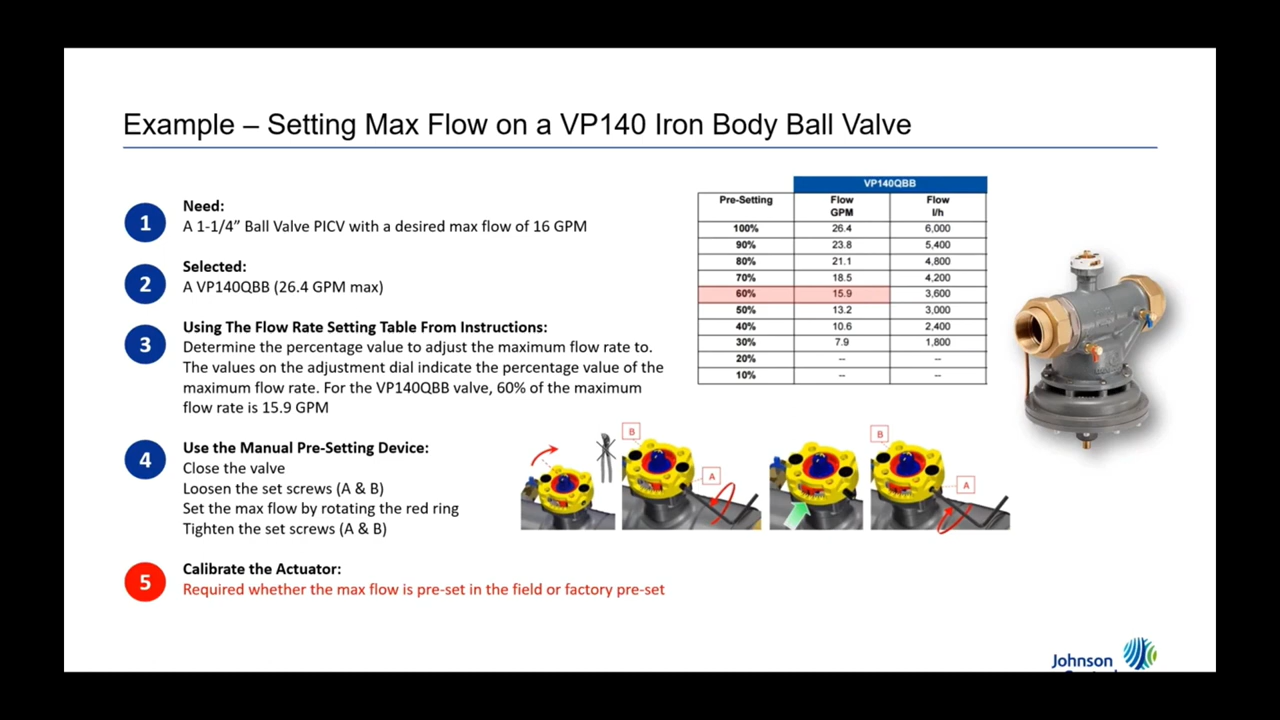 Example – Setting Max Flow on a VP140 Iron Body Ball Valve
1
Need:
A 1-1/4” Ball Valve PICV with a desired max flow of 16 GPM
2
Selected:
A VP140QBB (26.4 GPM max)
3
Using The Flow Rate Setting Table From Instructions:
Determine the percentage value to adjust the maximum flow rate to.
The values on the adjustment dial indicate the percentage value of the
maximum flow rate. For the VP140QBB valve, 60% of the maximum
flow rate is 15.9 GPM
4
Use the Manual Pre-Setting Device:
Close the valve
Loosen the set screws (A & B)
Set the max flow by rotating the red ring
Tighten the set screws (A & B)
5
Calibrate the Actuator:
Required whether the max flow is pre-set in the field or factory pre-set
VP140QBB
Pre-Setting Flow GPM Flow l/h
100% 26.4 6,000
90% 23.8 5,400
80% 21.1 4,800
70% 18.5 4,200
60% 15.9 3,600
50% 13.2 3,000
40% 10.6 2,400
30% 7.9 1,800
20% -- --
10% -- --
B
A
B
A
Johnson